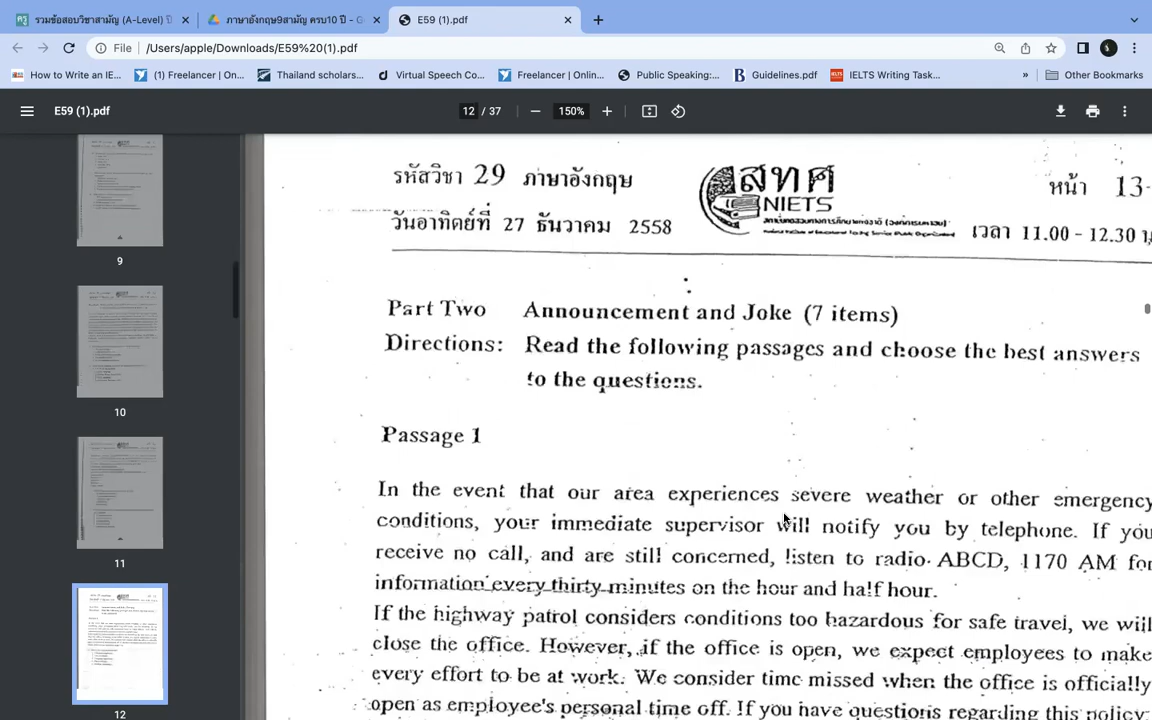 รวมข้อสอบวิชาสามัญ (A-Level) ปี
ภาษาอังกฤษ9สามัญ ครบ10 ปี - G
E59 (1).pdf
File
/Users/apple/Downloads/E59%20(1).pdf
How to Write an IE...
(1) Freelancer | On...
Thailand scholars...
Virtual Speech Co...
Freelancer | Onlin...
Public Speaking:...
Guidelines.pdf
IELTS Writing Task...
»
Other Bookmarks
E59 (1).pdf
12 / 37
150%
9
10
11
12
รหัสวิชา 29 ภาษาอังกฤษ
สทศ
NIETS
หน้า 13-
วันอาทิตย์ที่ 27 ธันวาคม 2558
เวลา 11.00 - 12.30 น
Part Two Announcement and Joke (7 items)
Directions: Read the following passages and choose the best answers
to the questions.
Passage 1
In the event that our area experiences severe weather or other emergency
conditions, your immediate supervisor will notify you by telephone. If you
receive no call, and are still concerned, listen to radio ABCD, 1170 AM for
information every thirty minutes on the hour and half hour.
If the highway patrol considers conditions too hazardous for safe travel, we will
close the office. However, if the office is open, we expect employees to make
every effort to be at work. We consider time missed when the office is officially
open as employee's personal time off. If you have questions regarding this policy,